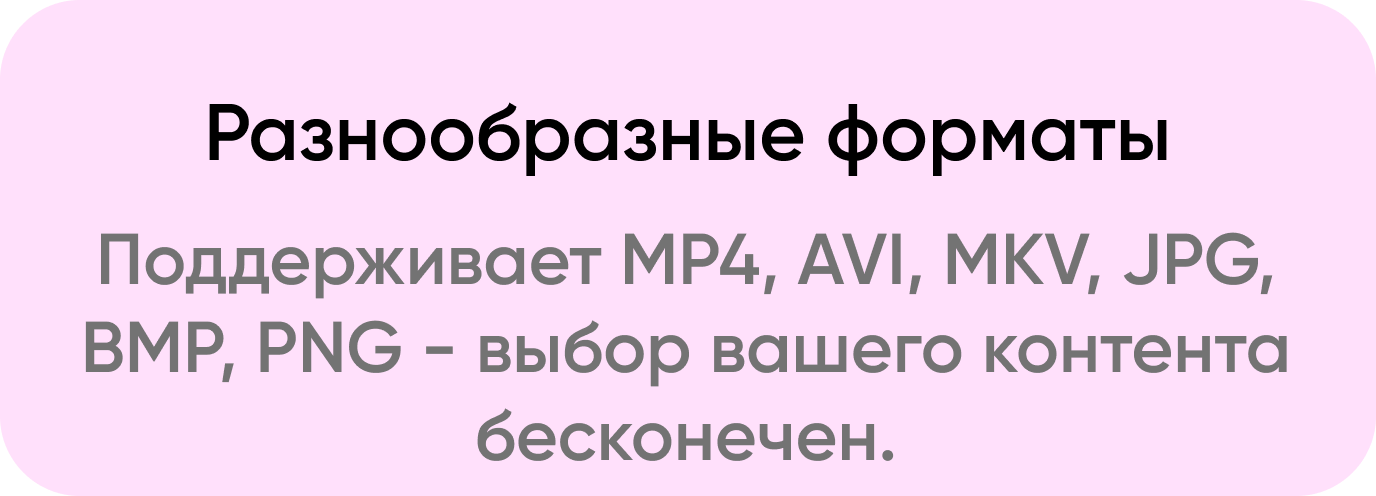 Разнообразные форматы
Поддерживает MP4, AVI, MKV, JPG,
BMP, PNG - выбор вашего контента
бесконечен.